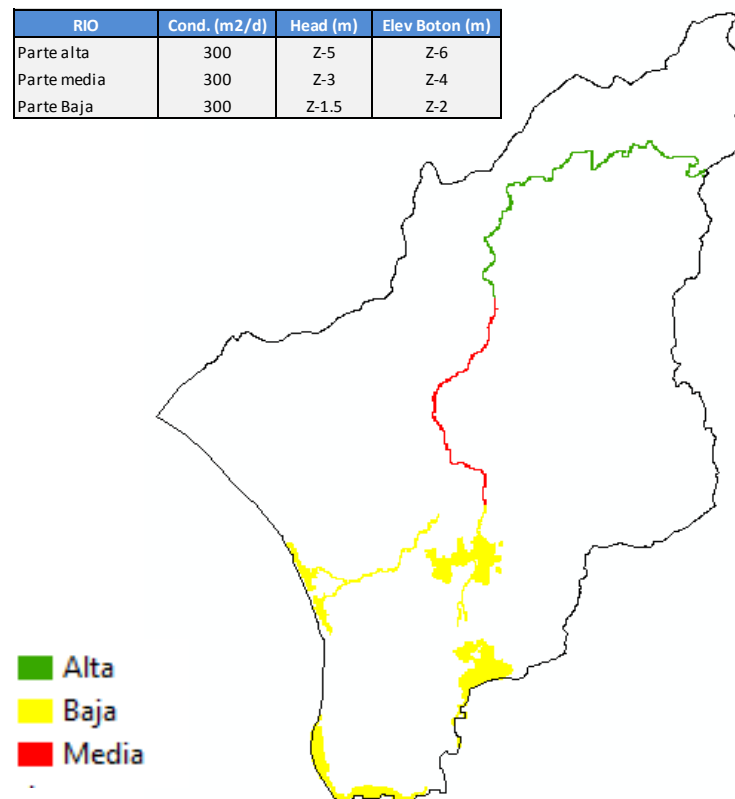 RIO Cond. (m2/d) Head (m) Elev Boton (m)
Parte alta 300 Z-5 Z-6
Parte media 300 Z-3 Z-4
Parte Baja 300 Z-1.5 Z-2
Alta
Baja
Media